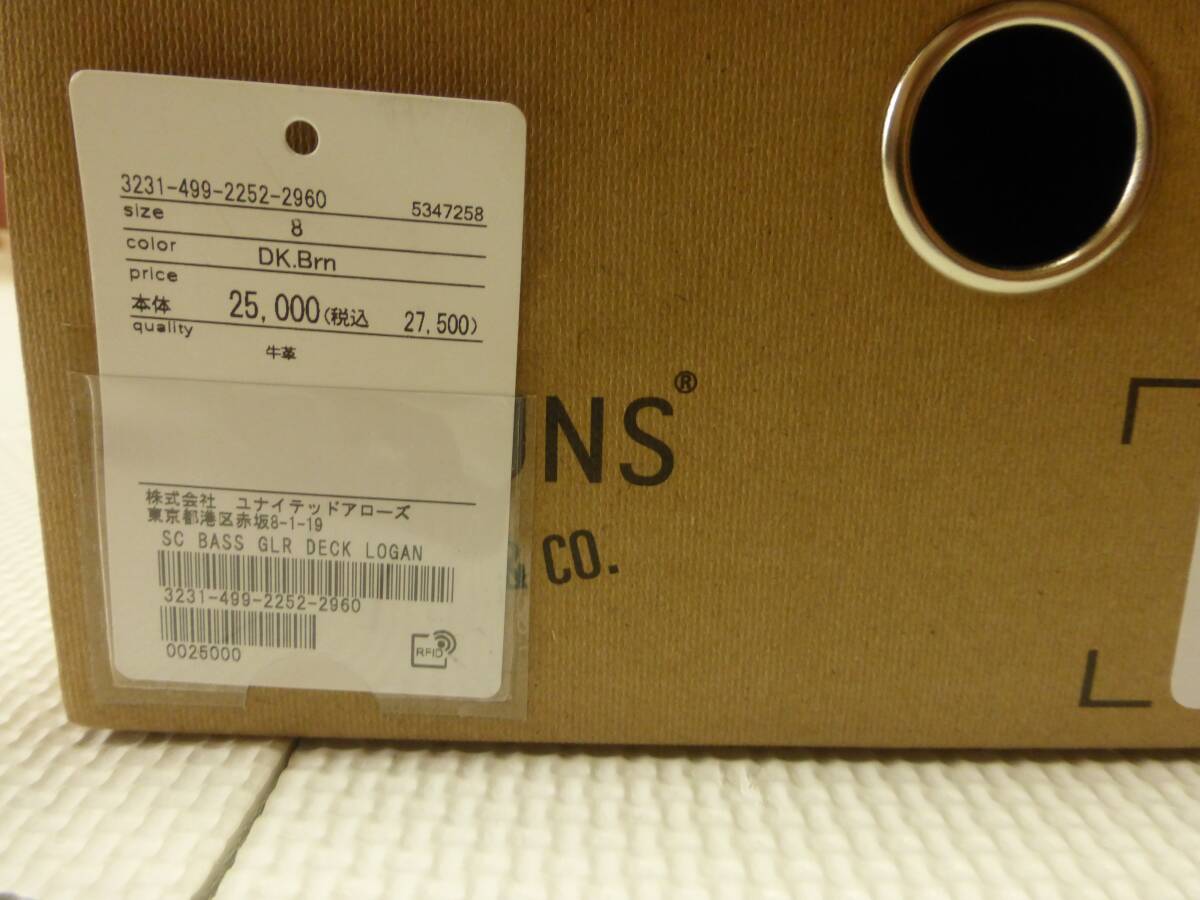 3231-499-2252-2960 5347258
size 8
color DK.Brn
price
本体 25,000(税込 27,500)
quality
牛革
株式会社 ユナイテッドアローズ
東京都港区赤坂8-1-19
SC BASS GLR DECK LOGAN
3231-499-2252-2960
0025000
RFID
NS®
& CO.